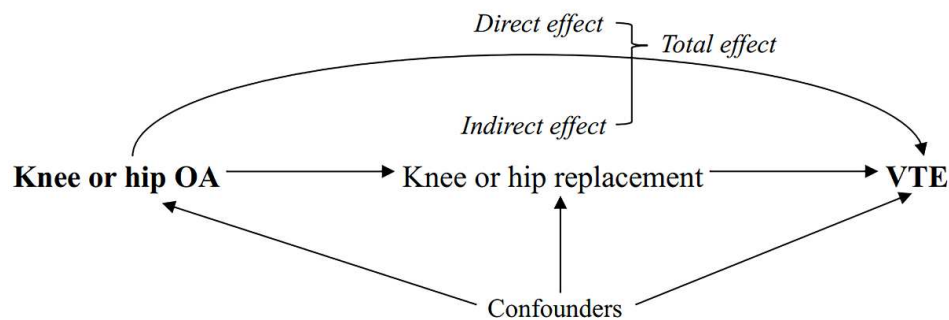 Direct effect
Total effect
Indirect effect
Knee or hip OA
Knee or hip replacement
VTE
Confounders